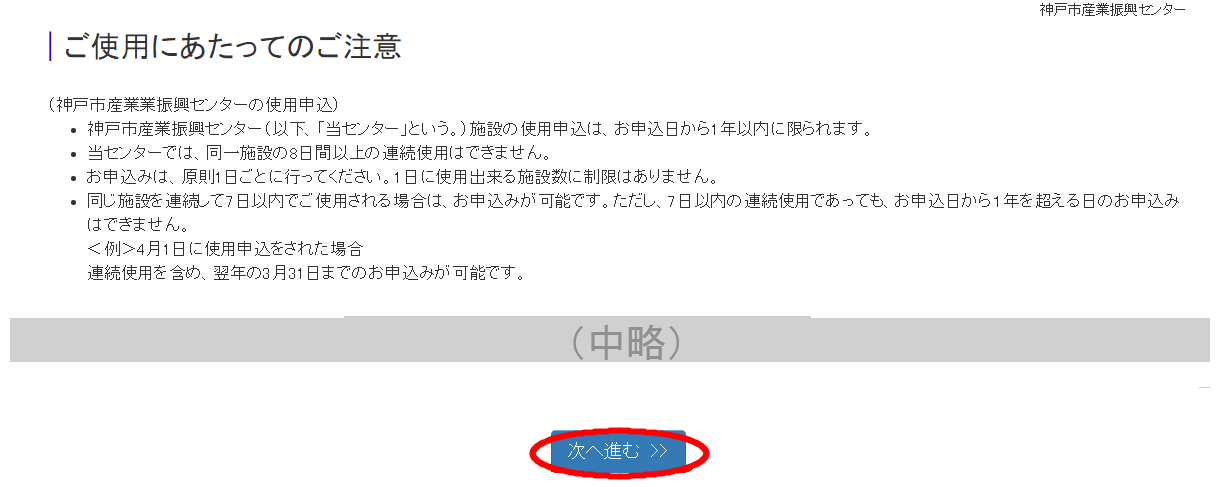 神戸市産業振興センター
ご使用にあたってのご注意
（神戸市産業業振興センターの使用申込）
• 神戸市産業振興センター（以下、「当センター」という。）施設の使用申込は、お申込日から1年以内に限られます。
• 当センターでは、同一施設の8日間以上の連続使用はできません。
• お申込みは、原則1日ごとに行ってください。1日に使用出来る施設数に制限はありません。
• 同じ施設を連続して7日以内でご使用される場合は、お申込みが可能です。ただし、7日以内の連続使用であっても、お申込日から1年を超える日のお申込み
はできません。
＜例＞4月1日に使用申込をされた場合
連続使用を含め、翌年の3月31日までのお申込みが可能です。
（中略）
次へ進む >>